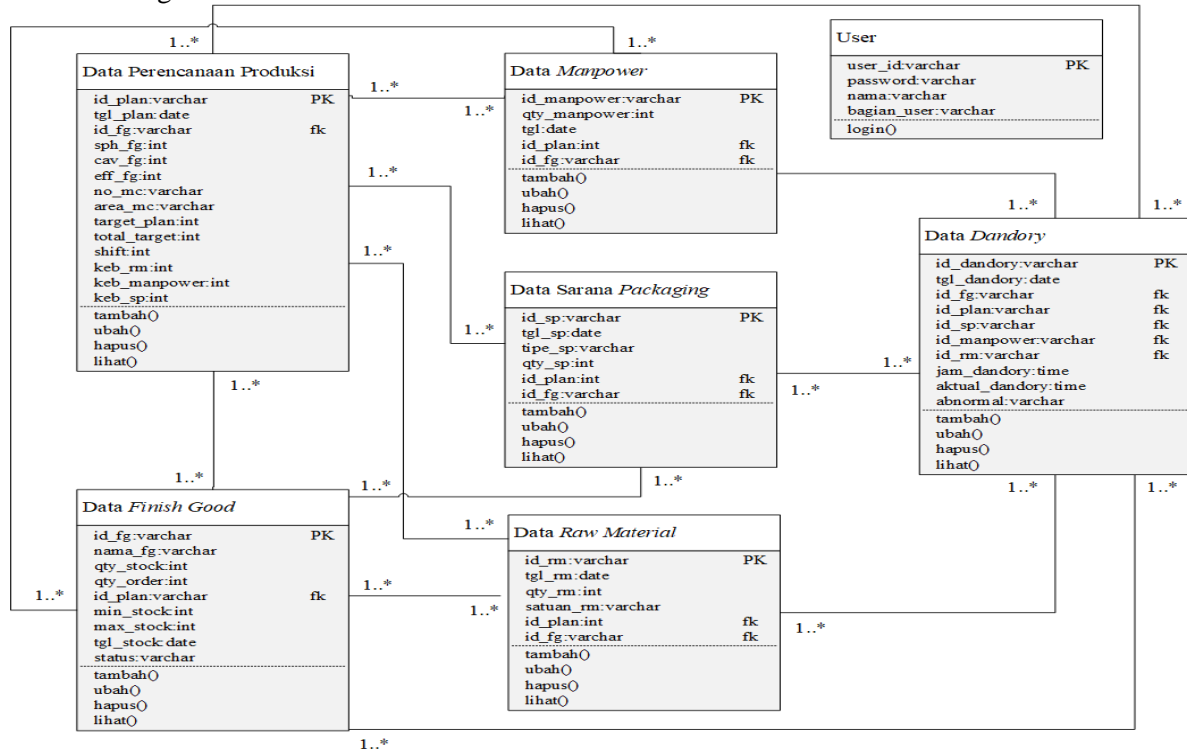 1..*
1..*
Data Perencanaan Produksi
id_plan:varchar PK
tgl_plan:date
id_fg:varchar fk
sph_fg:int
cav_fg:int
eff_fg:int
no_mc:varchar
area_mc:varchar
target_plan:int
total_target:int
shift:int
keb_rm:int
keb_manpower:int
keb_sp:int
tambah()
ubah()
hapus()
lihat()
1..*
1..*
1..*
1..*
1..*
1..*
Data Manpower
id_manpower:varchar PK
qty_manpower:int
tgl:date
id_plan:int fk
id_fg:varchar fk
tambah()
ubah()
hapus()
lihat()
User
user_id:varchar PK
password:varchar
nama:varchar
bagian_user:varchar
login()
1..*
1..*
Data Dandory
id_dandory:varchar PK
tgl_dandory:date
id_fg:varchar fk
id_plan:varchar fk
id_sp:varchar fk
id_manpower:varchar fk
id_rm:varchar fk
jam_dandory:time
aktual_dandory:time
abnormal:varchar
tambah()
ubah()
hapus()
lihat()
Data Sarana Packaging
id_sp:varchar PK
tgl_sp:date
tipe_sp:varchar
qty_sp:int
id_plan:int fk
id_fg:varchar fk
tambah()
ubah()
hapus()
lihat()
1..*
1..*
1..*
1..*
1..*
1..*
1..*
1..*
Data Finish Good
id_fg:varchar PK
nama_fg:varchar
qty_stock:int
qty_order:int
id_plan:varchar fk
min_stock:int
max_stock:int
tgl_stock:date
status:varchar
tambah()
ubah()
hapus()
lihat()
1..*
1..*
1..*
1..*
Data Raw Material
id_rm:varchar PK
tgl_rm:date
qty_rm:int
satuan_rm:varchar
id_plan:int fk
id_fg:varchar fk
tambah()
ubah()
hapus()
lihat()
1..*
1..*